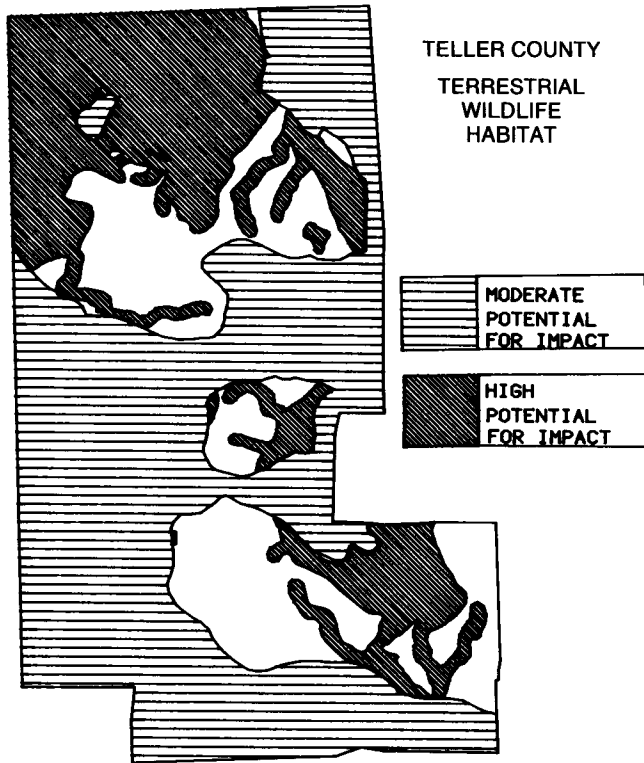 TELLER COUNTY
TERRESTRIAL
WILDLIFE
HABITAT
MODERATE
POTENTIAL
FOR IMPACT
HIGH
POTENTIAL
FOR IMPACT